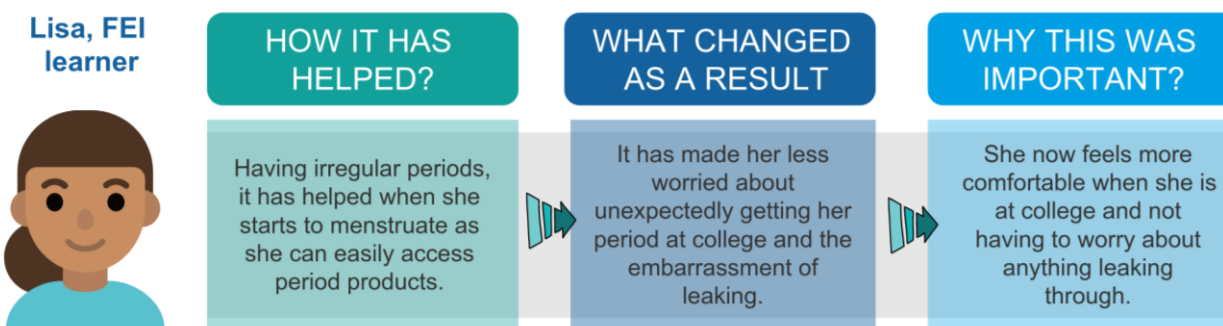 Lisa, FEI
learner
HOW IT HAS
HELPED?
Having irregular periods,
it has helped when she
starts to menstruate as
she can easily access
period products.
WHAT CHANGED
AS A RESULT
It has made her less
worried about
unexpectedly getting her
period at college and the
embarrassment of
leaking.
WHY THIS WAS
IMPORTANT?
She now feels more
comfortable when she is
at college and not
having to worry about
anything leaking
through.